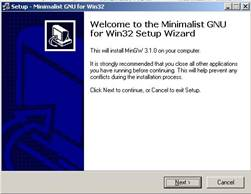 Setup - Minimalist GNU for Win32
Welcome to the Minimalist GNU
for Win32 Setup Wizard
This will install MinGW 3.1.0 on your computer.
It is strongly recommended that you close all other applications
you have running before continuing. This will help prevent any
conflicts during the installation process.
Click Next to continue, or Cancel to exit Setup.
Next >
Cancel